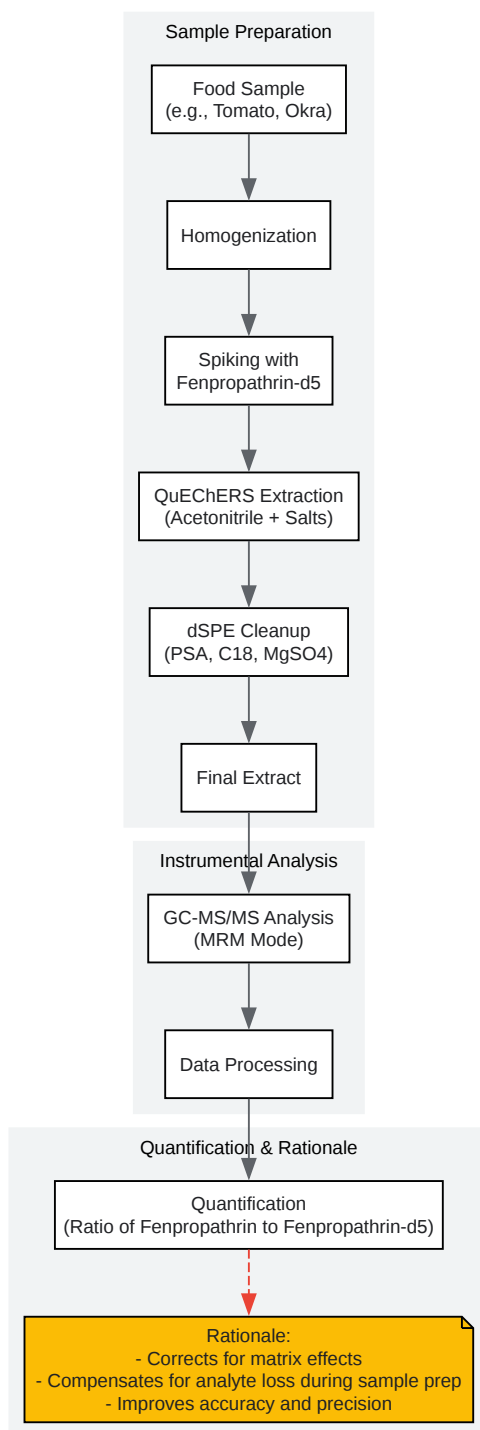 Sample Preparation
Food Sample
(e.g., Tomato, Okra)
Homogenization
Spiking with
Fenpropathrin-d5
QuEChERS Extraction
(Acetonitrile + Salts)
dSPE Cleanup
(PSA, C18, MgSO4)
Final Extract
Instrumental Analysis
GC-MS/MS Analysis
(MRM Mode)
Data Processing
Quantification & Rationale
Quantification
(Ratio of Fenpropathrin to Fenpropathrin-d5)
Rationale:
- Corrects for matrix effects
- Compensates for analyte loss during sample prep
- Improves accuracy and precision